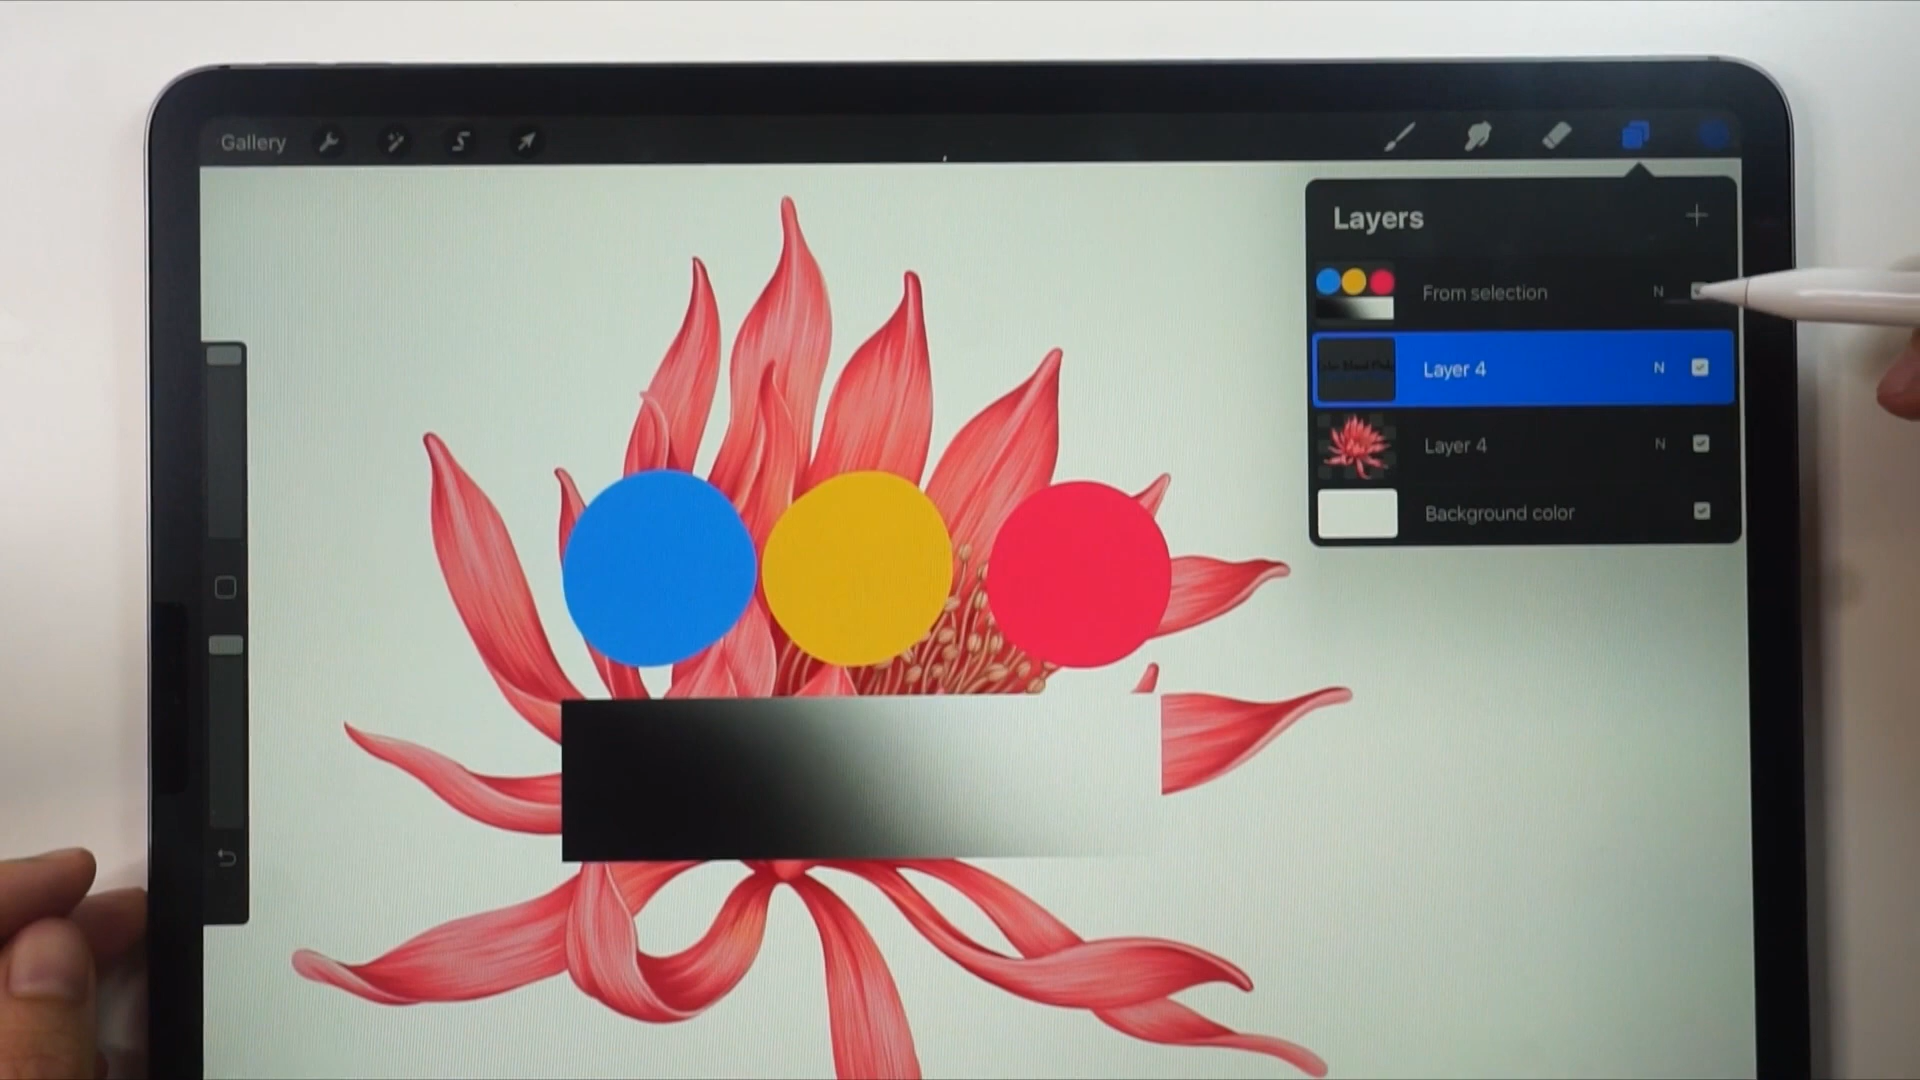 Gallery
Layers
From selection N
Layer 4 N
Layer 4 N
Background color